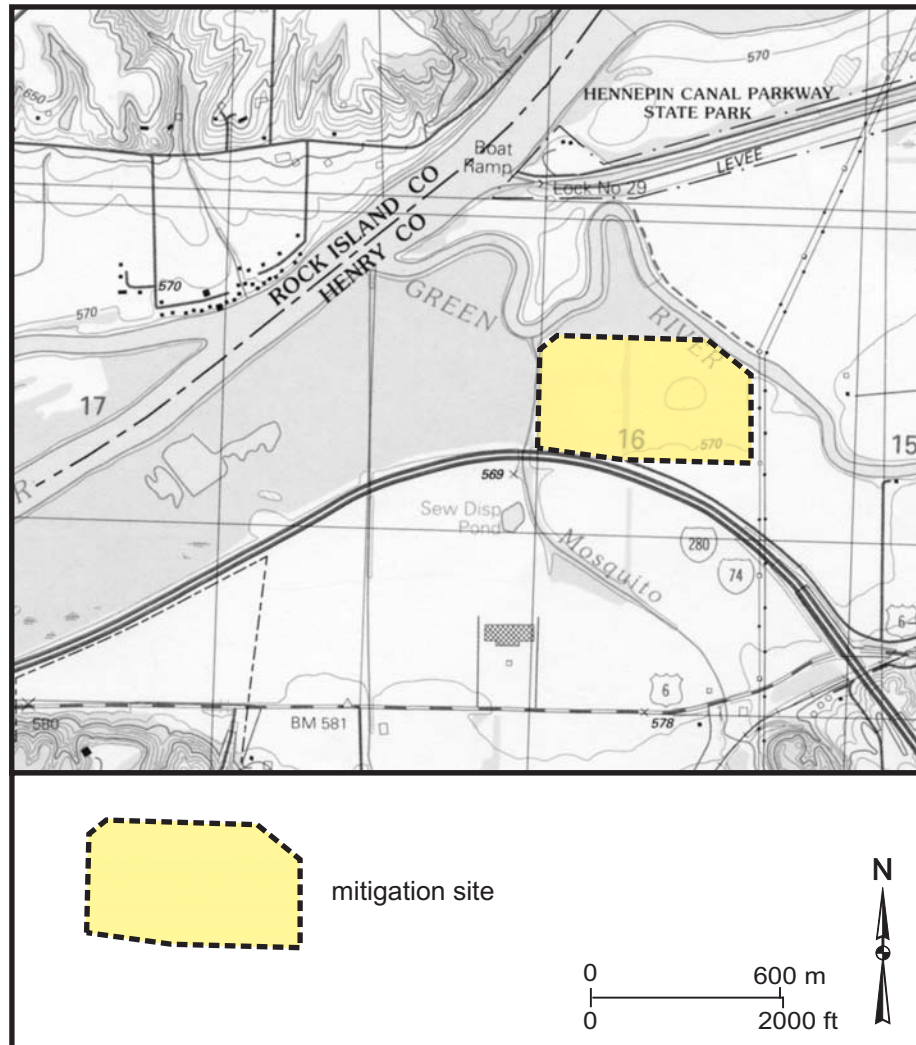 570
650
HENNEPIN CANAL PARKWAY
STATE PARK
Boat
Ramp
LEVEE
Lock No 29
ROCK ISLAND CO
HENRY CO
570
570
GREEN
RIVER
17
16
570
15
R
569
Sew Disp
Pond
Mosquito
280
74
6
6
580
BM 581
578
mitigation site
N
0
600 m
0
2000 ft